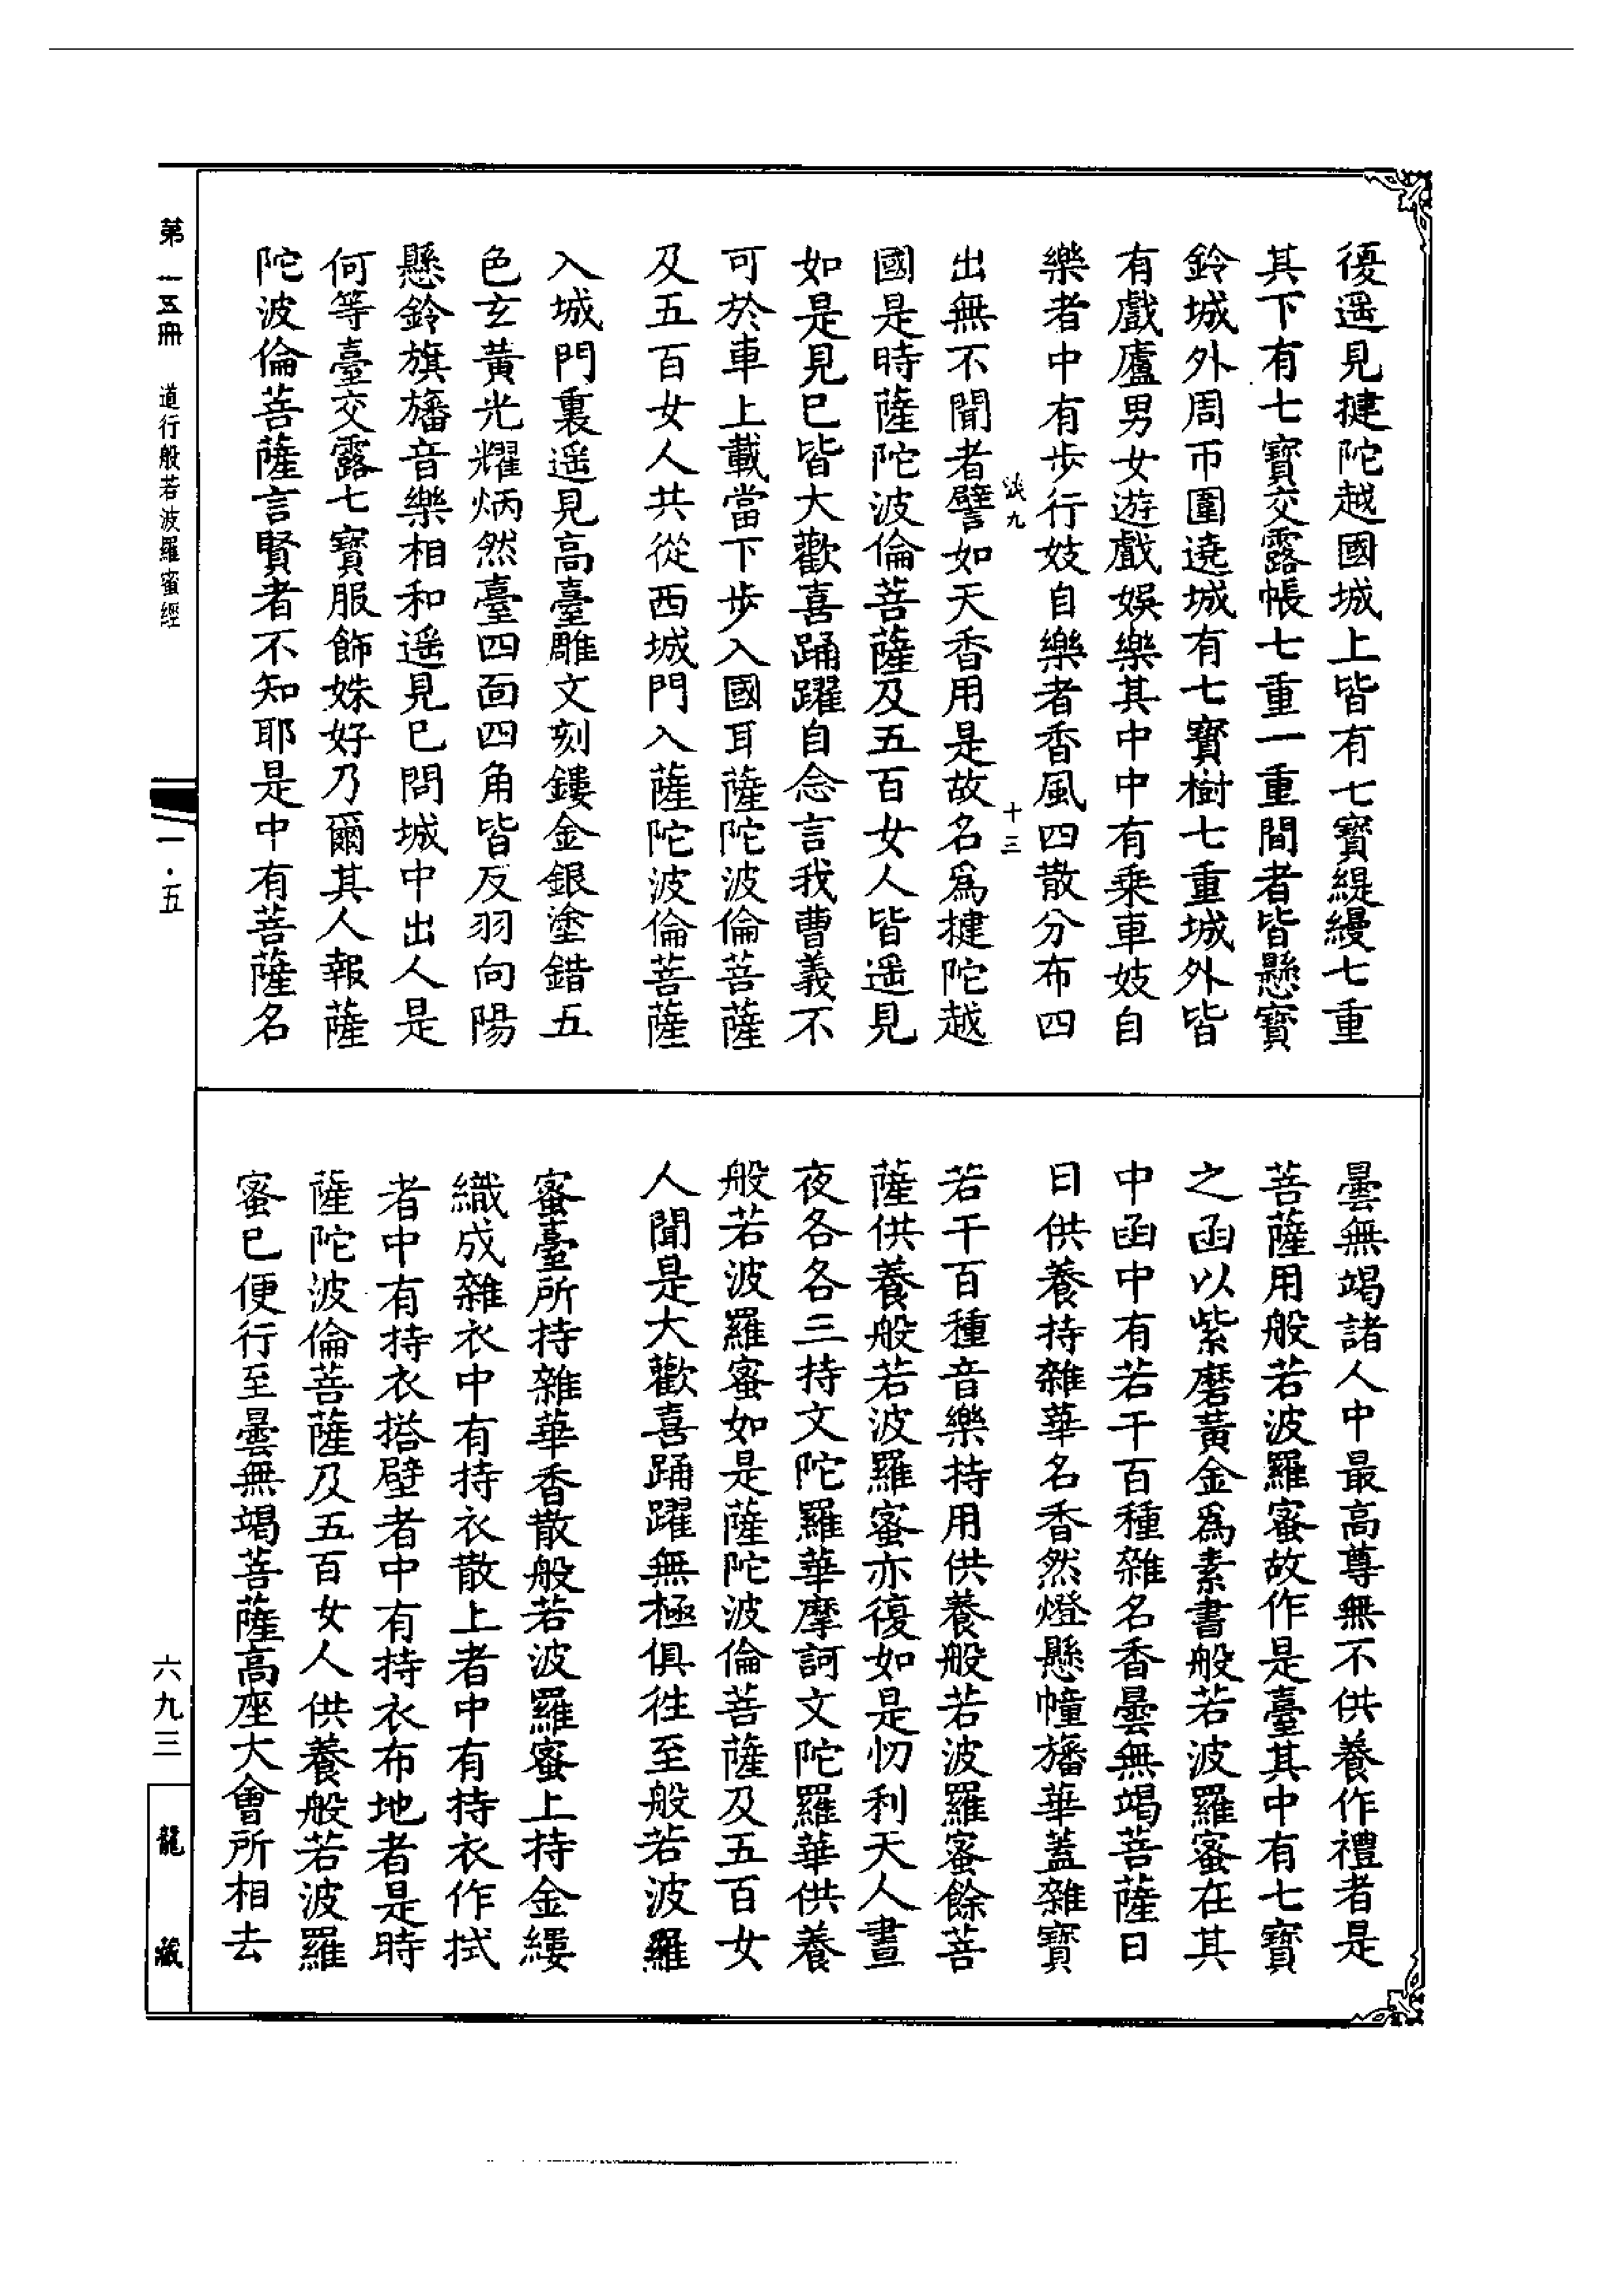 復遥見揵陀越國城上皆有七寶緹縵七重
其下有七寶交露帳七重一重間者皆懸寶
鈴城外周帀圍遶城有七寶樹七重城外皆
有戲廬男女遊戲娛樂其中中有乘車妓自
樂者中有步行妓自樂者香風四散分布四
出無不聞者譬如天香用是故名爲揵陀越
國是時薩陀波倫菩薩及五百女人皆遥見
如是見已皆大歡喜踊躍自念言我曹義不
可於車上載當下步入國耳薩陀波倫菩薩
及五百女人共從西城門入薩陀波倫菩薩
入城門裏遥見高臺雕文刻鏤金銀塗錯五
色玄黃光耀炳然臺四面四角皆反羽向陽
懸鈴旗旛音樂相和遥見已問城中出人是
何等臺交露七寶服飾姝好乃爾其人報薩
陀波倫菩薩言賢者不知耶是中有菩薩名
九
十三
曇無竭諸人中最高尊無不供養作禮者是
菩薩用般若波羅蜜故作是臺其中有七寶
之函以紫磨黃金爲素書般若波羅蜜在其
中函中有若干百種雜名香曇無竭菩薩日
日供養持雜華名香然燈懸幢旛華蓋雜寶
若干百種音樂持用供養般若波羅蜜餘菩
薩供養般若波羅蜜亦復如是忉利天人晝
夜各各三持文陀羅華摩訶文陀羅華供養
般若波羅蜜如是薩陀波倫菩薩及五百女
人聞是大歡喜踊躍無極俱往至般若波羅
蜜臺所持雜華香散般若波羅蜜上持金縷
織成雜衣中有持衣散上者中有持衣作拭
者中有持衣搭壁者中有持衣布地者是時
薩陀波倫菩薩及五百女人供養般若波羅
蜜已便行至曇無竭菩薩高座大會所相去
第一五冊 道行般若波羅蜜經
一·五
六九三
龍藏